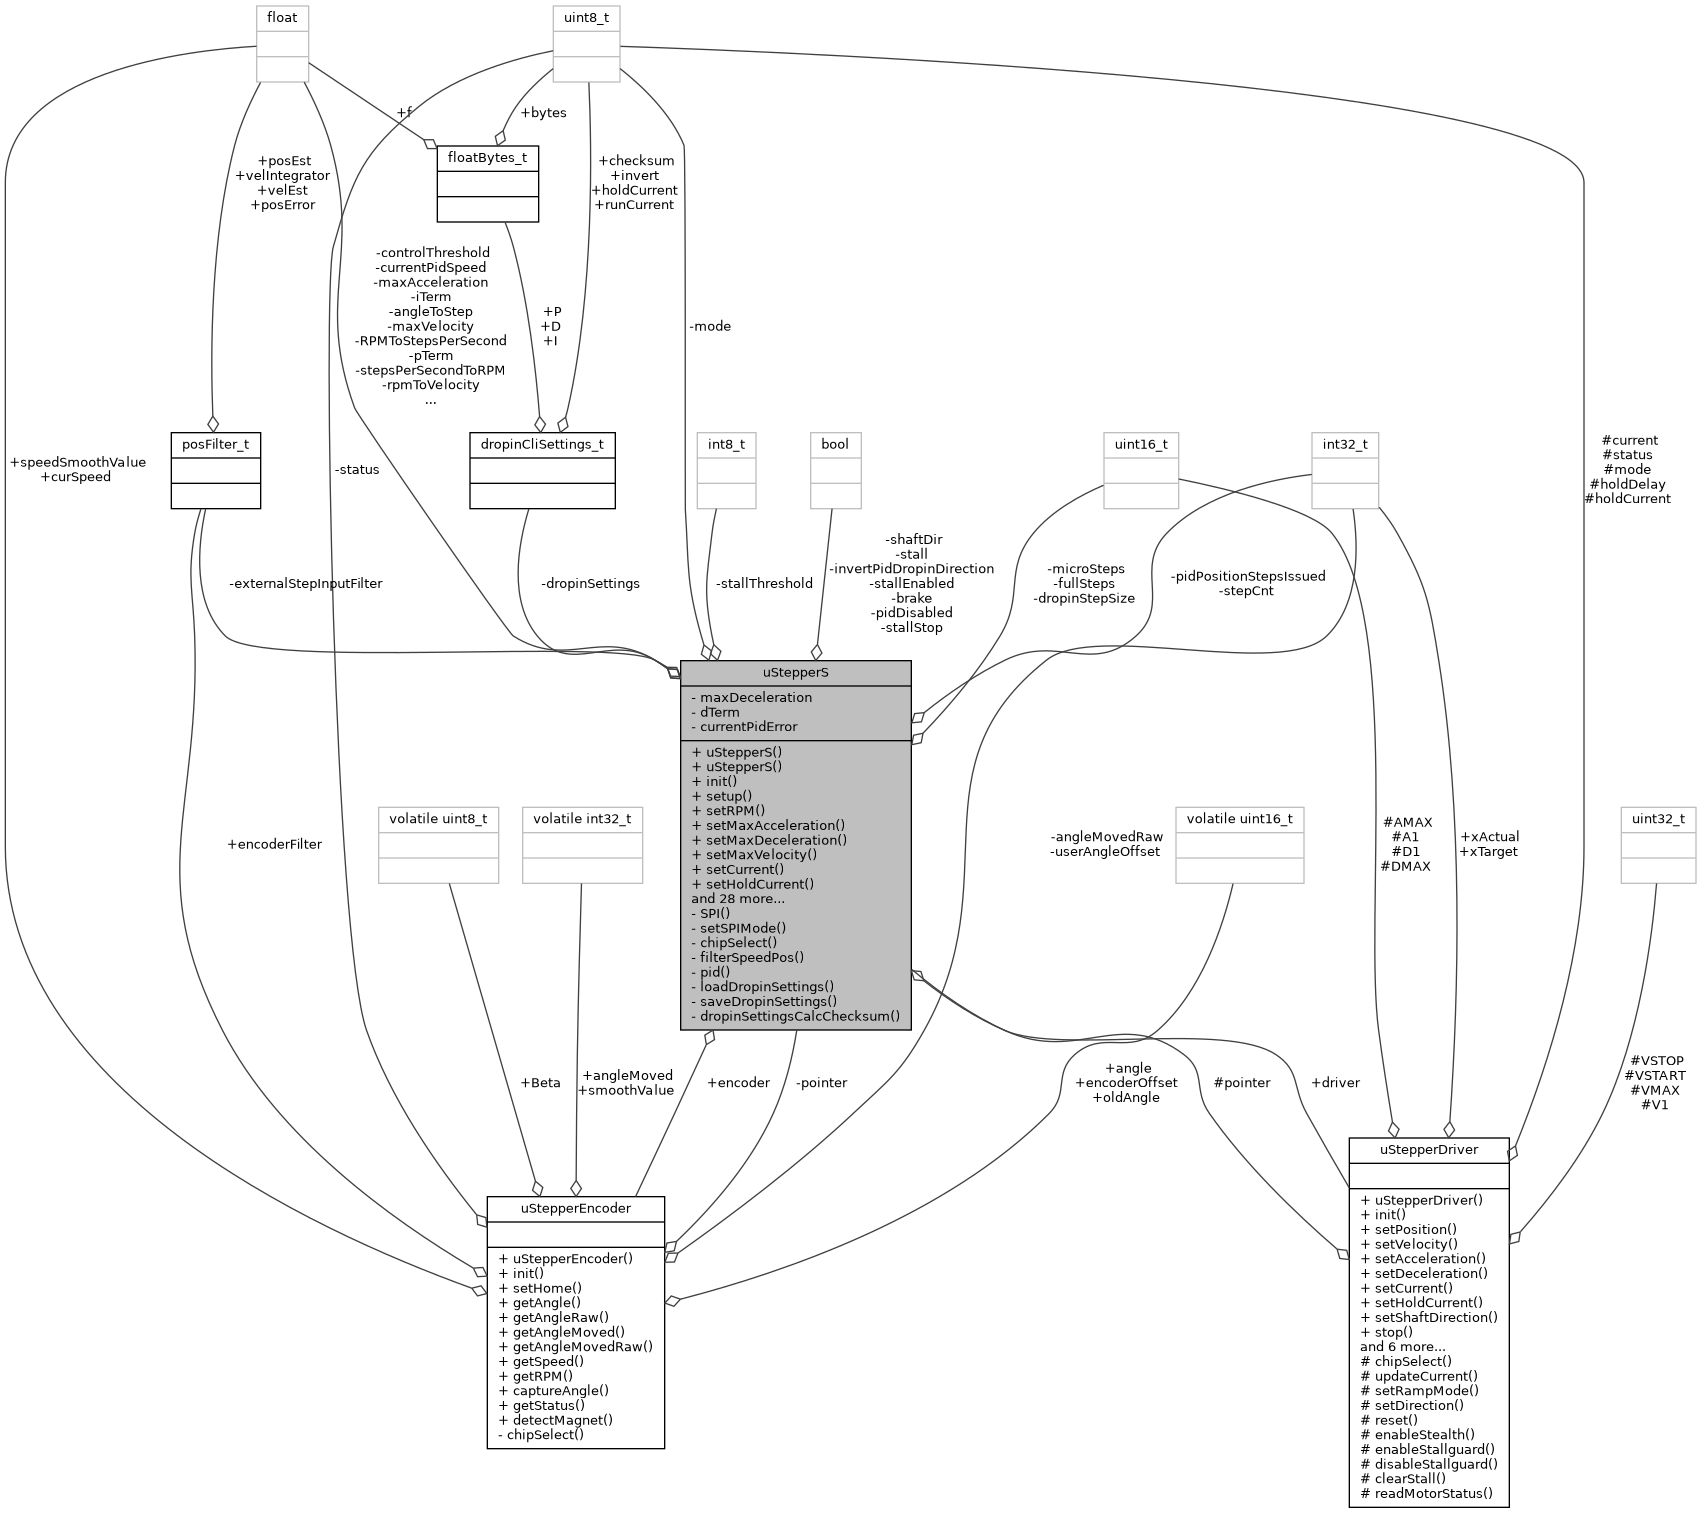 float
uint8_t
+f
+bytes
floatBytes_t
+posEst
+velIntegrator
+velEst
+posError
+checksum
+invert
+holdCurrent
+runCurrent
-controlThreshold
-currentPidSpeed
-maxAcceleration
-iTerm
-angleToStep
-maxVelocity
-RPMToStepsPerSecond
-pTerm
-stepsPerSecondToRPM
-rpmToVelocity
...
+P
+D
+I
-mode
+speedSmoothValue
+curSpeed
posFilter_t
-status
dropinCliSettings_t
int8_t
bool
uint16_t
int32_t
#current
#status
#mode
#holdDelay
#holdCurrent
-externalStepInputFilter
-dropinSettings
-stallThreshold
-shaftDir
-stall
-invertPidDropinDirection
-stallEnabled
-brake
-pidDisabled
-stallStop
-microSteps
-fullSteps
-dropinStepSize
-pidPositionStepsIssued
-stepCnt
uStepperS
- maxDeceleration
- dTerm
- currentPidError
+ uStepperS()
+ uStepperS()
+ init()
+ setup()
+ setRPM()
+ setMaxAcceleration()
+ setMaxDeceleration()
+ setMaxVelocity()
+ setCurrent()
+ setHoldCurrent()
and 28 more...
- SPI()
- setSPIMode()
- chipSelect()
- filterSpeedPos()
- pid()
- loadDropinSettings()
- saveDropinSettings()
- dropinSettingsCalcChecksum()
+encoderFilter
volatile uint8_t
volatile int32_t
-angleMovedRaw
-userAngleOffset
volatile uint16_t
#AMAX
#A1
#D1
#DMAX
+xActual
+xTarget
uint32_t
+Beta
+angleMoved
+smoothValue
+encoder
-pointer
+angle
+encoderOffset
+oldAngle
#pointer
+driver
#VSTOP
#VSTART
#VMAX
#V1
uStepperEncoder
+ uStepperEncoder()
+ init()
+ setHome()
+ getAngle()
+ getAngleRaw()
+ getAngleMoved()
+ getAngleMovedRaw()
+ getSpeed()
+ getRPM()
+ captureAngle()
+ getStatus()
+ detectMagnet()
- chipSelect()
uStepperDriver
+ uStepperDriver()
+ init()
+ setPosition()
+ setVelocity()
+ setAcceleration()
+ setDeceleration()
+ setCurrent()
+ setHoldCurrent()
+ setShaftDirection()
+ stop()
and 6 more...
# chipSelect()
# updateCurrent()
# setRampMode()
# setDirection()
# reset()
# enableStealth()
# enableStallguard()
# disableStallguard()
# clearStall()
# readMotorStatus()